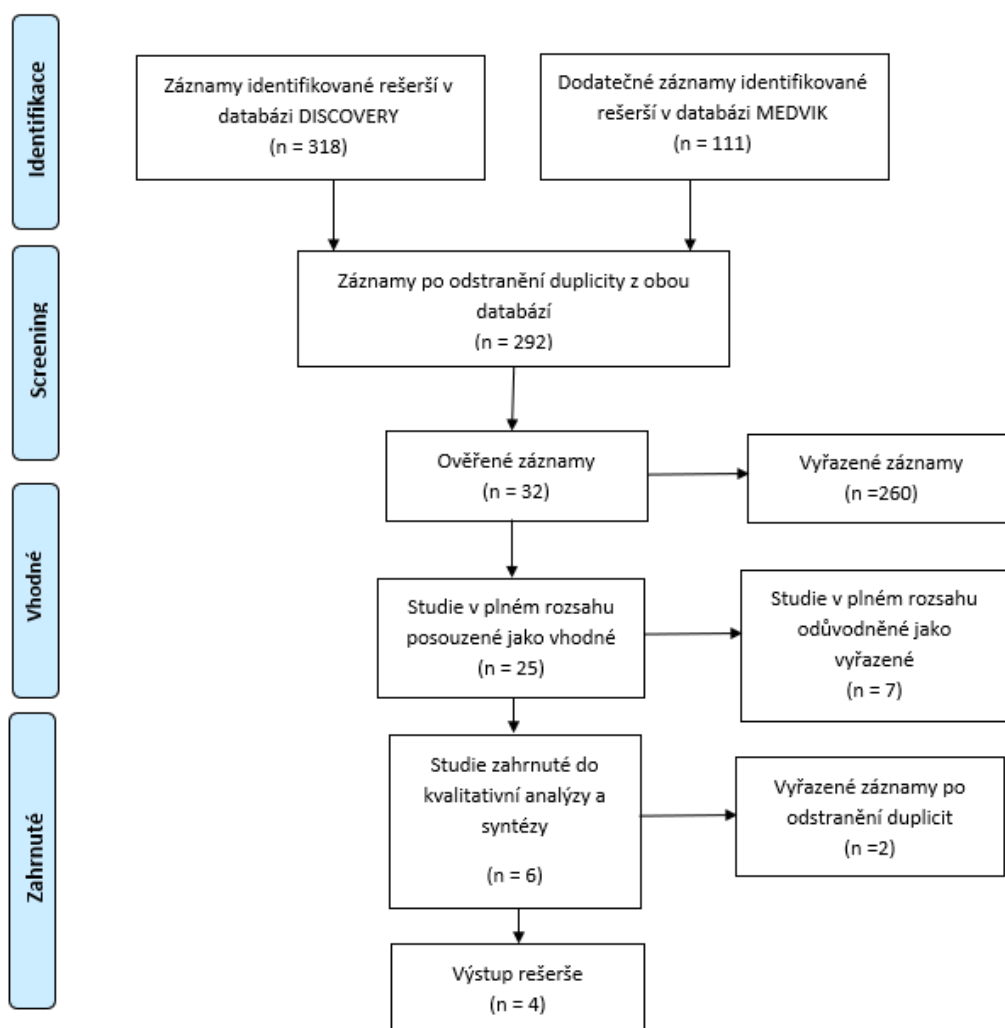 Identifikace
Záznamy identifikované rešerší v
databázi DISCOVERY
(n = 318)
Dodatečné záznamy identifikované
rešerší v databázi MEDVIK
(n = 111)
Screening
Záznamy po odstranění duplicity z obou
databází
(n = 292)
Ověřené záznamy
(n = 32)
Vyřazené záznamy
(n =260)
Vhodné
Studie v plném rozsahu
posouzené jako vhodné
(n = 25)
Studie v plném rozsahu
odůvodněné jako
vyřazené
(n = 7)
Zahrnuté
Studie zahrnuté do
kvalitativní analýzy a
syntézy
(n = 6)
Vyřazené záznamy po
odstranění duplicit
(n =2)
Výstup rešerše
(n = 4)